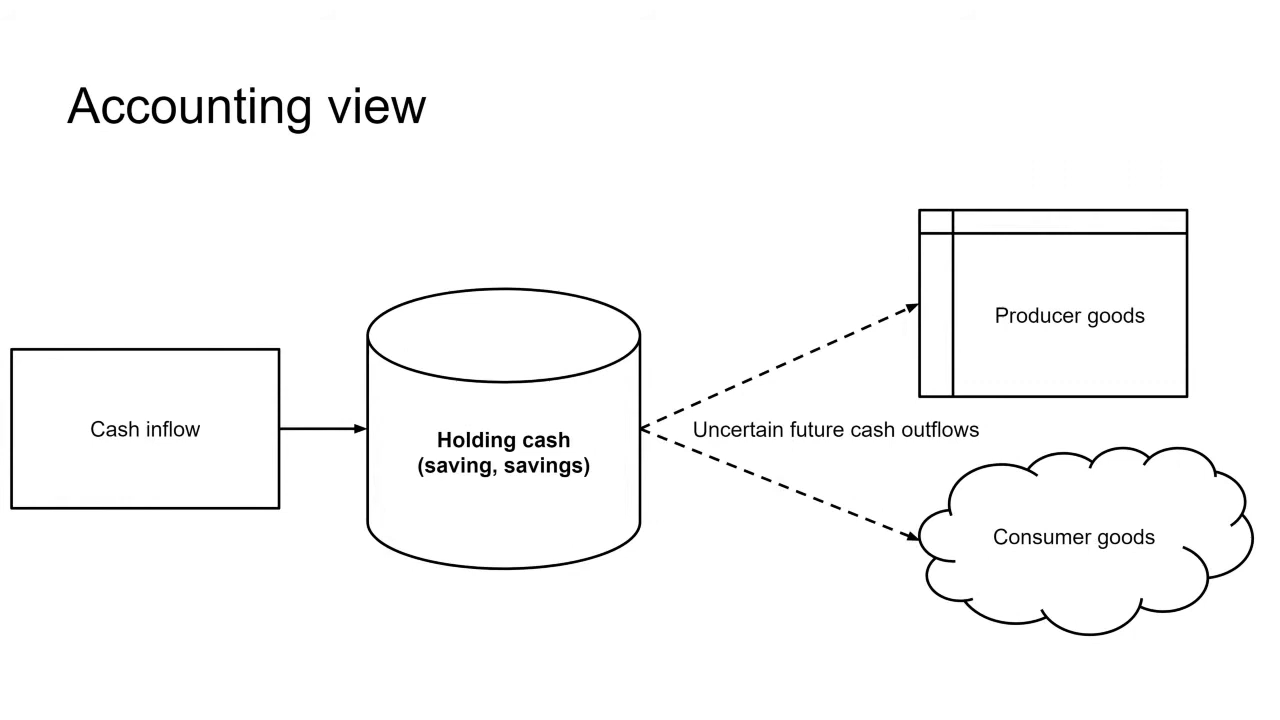 Accounting view
Cash inflow
Holding cash
(saving, savings)
Uncertain future cash outflows
Producer goods
Consumer goods